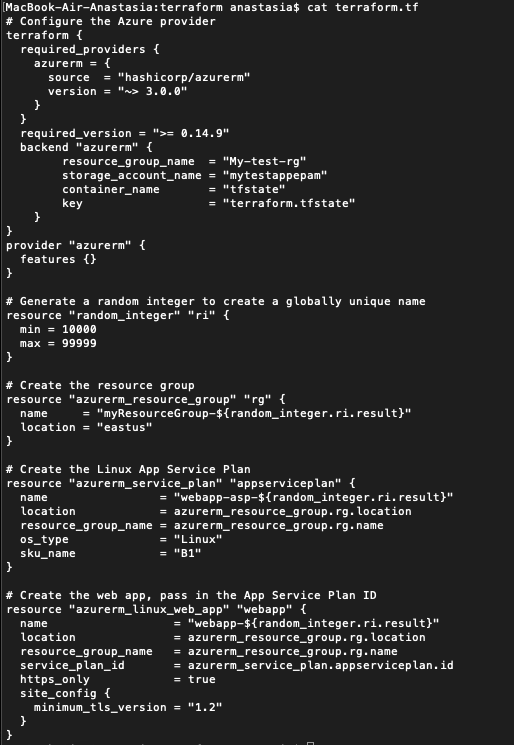 [MacBook-Air-Anastasia:terraform anastasia$ cat terraform.tf
# Configure the Azure provider
terraform {
  required_providers {
    azurerm = {
      source  = "hashicorp/azurerm"
      version = "~> 3.0.0"
    }
  }
  required_version = ">= 0.14.9"
  backend "azurerm" {
        resource_group_name  = "My-test-rg"
        storage_account_name = "mytestappepam"
        container_name       = "tfstate"
        key                  = "terraform.tfstate"
    }
}
provider "azurerm" {
  features {}
}

# Generate a random integer to create a globally unique name
resource "random_integer" "ri" {
  min = 10000
  max = 99999
}

# Create the resource group
resource "azurerm_resource_group" "rg" {
  name     = "myResourceGroup-${random_integer.ri.result}"
  location = "eastus"
}

# Create the Linux App Service Plan
resource "azurerm_service_plan" "appserviceplan" {
  name                = "webapp-asp-${random_integer.ri.result}"
  location            = azurerm_resource_group.rg.location
  resource_group_name = azurerm_resource_group.rg.name
  os_type             = "Linux"
  sku_name            = "B1"
}

# Create the web app, pass in the App Service Plan ID
resource "azurerm_linux_web_app" "webapp" {
  name                  = "webapp-${random_integer.ri.result}"
  location              = azurerm_resource_group.rg.location
  resource_group_name   = azurerm_resource_group.rg.name
  service_plan_id       = azurerm_service_plan.appserviceplan.id
  https_only            = true
  site_config {
    minimum_tls_version = "1.2"
  }
}